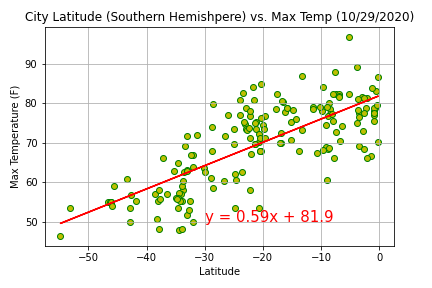 City Latitude (Southern Hemishpere) vs. Max Temp (10/29/2020)
Max Temperature (F)
90
80
70
60
50
y = 0.59x + 81.9
−50
−40
−30
−20
−10
0
Latitude